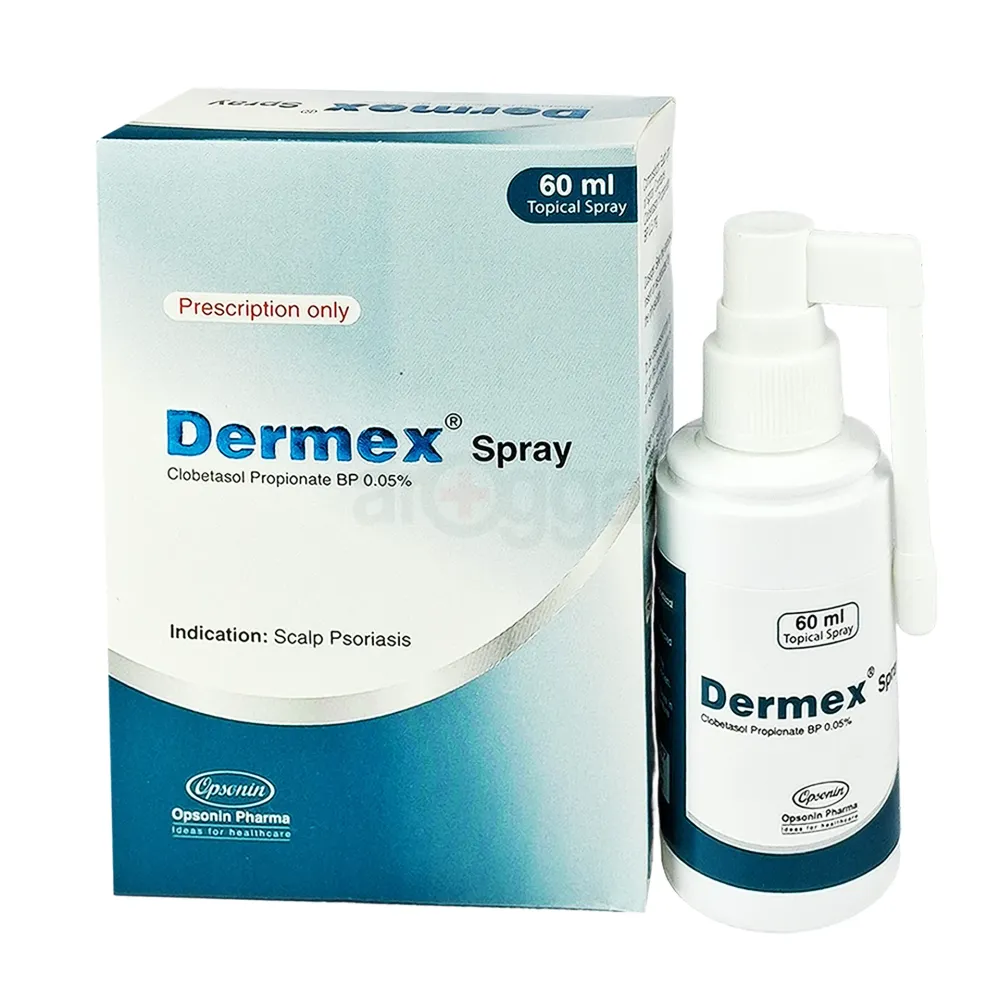 Dermex® Spray
60 ml
Topical Spray
Prescription only
Dermex® Spray
Clobetasol Propionate BP 0.05%
arogga
Indication: Scalp Psoriasis
Opsonin
Opsonin Pharma
Ideas for healthcare
60 ml
Topical Spray
Dermex®
Clobetasol Propionate BP 0.05%
Opsonin
Opsonin Pharma
Ideas for healthcare